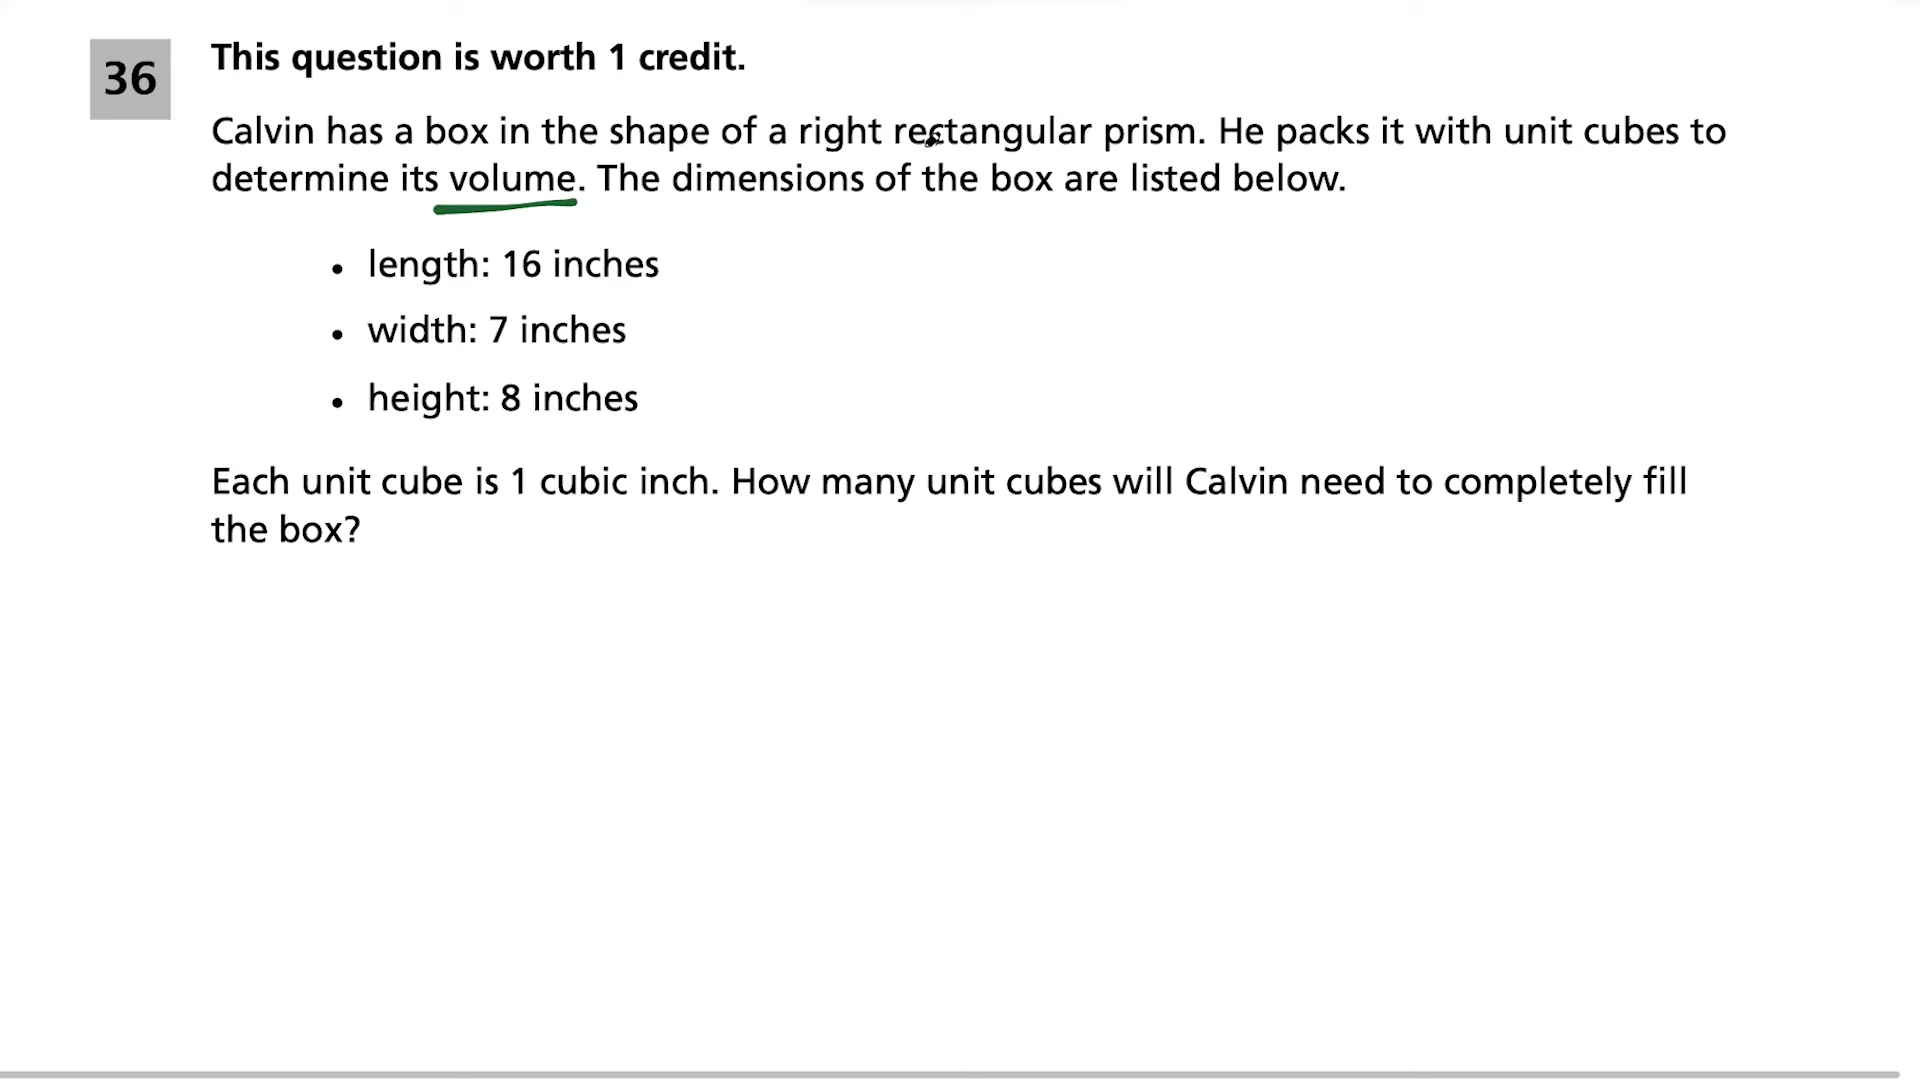 36
This question is worth 1 credit.
Calvin has a box in the shape of a right rectangular prism. He packs it with unit cubes to
determine its volume. The dimensions of the box are listed below.
• length: 16 inches
• width: 7 inches
• height: 8 inches
Each unit cube is 1 cubic inch. How many unit cubes will Calvin need to completely fill
the box?